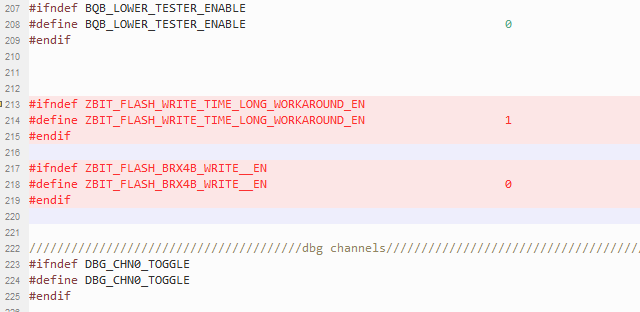 207 #ifndef BQB_LOWER_TESTER_ENABLE
208 #define BQB_LOWER_TESTER_ENABLE 0
209 #endif
210
211
212
213 #ifndef ZBIT_FLASH_WRITE_TIME_LONG_WORKAROUND_EN
214 #define ZBIT_FLASH_WRITE_TIME_LONG_WORKAROUND_EN 1
215 #endif
216
217 #ifndef ZBIT_FLASH_BRX4B_WRITE__EN
218 #define ZBIT_FLASH_BRX4B_WRITE__EN 0
219 #endif
220
221
222 ///////////////////////////////////////dbg channels////////////////////////////////////
223 #ifndef DBG_CHN0_TOGGLE
224 #define DBG_CHN0_TOGGLE
225 #endif